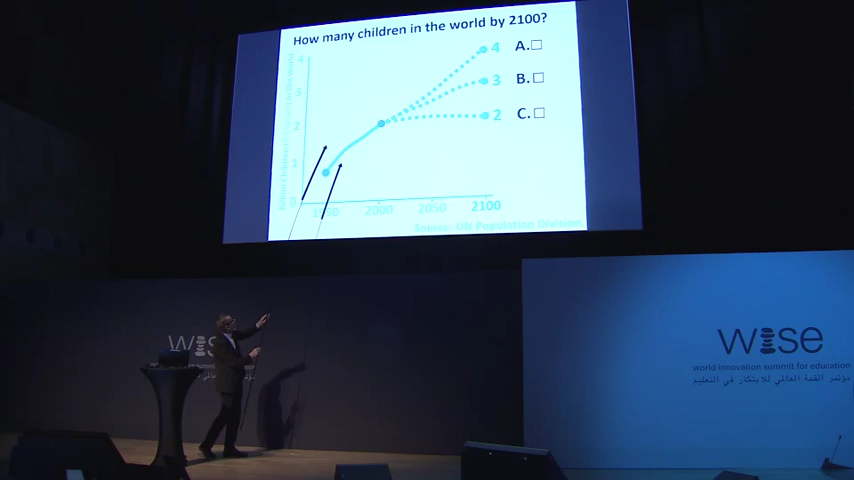 How many children in the world by 2100?
4
3
2
1
0
4 A.
3 B.
2 C.
1950 2000 2050 2100
Source: UN Population Division
wise
world innovation summit for education
مؤتمر القمة العالمي للابتكار في التعليم